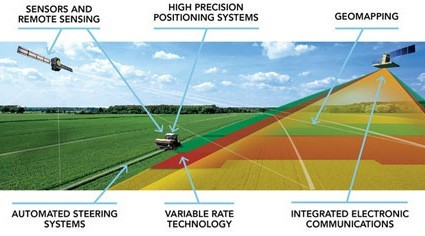 SENSORS AND
REMOTE SENSING
HIGH PRECISION
POSITIONING SYSTEMS
GEOMAPPING
AUTOMATED STEERING
SYSTEMS
VARIABLE RATE
TECHNOLOGY
INTEGRATED ELECTRONIC
COMMUNICATIONS